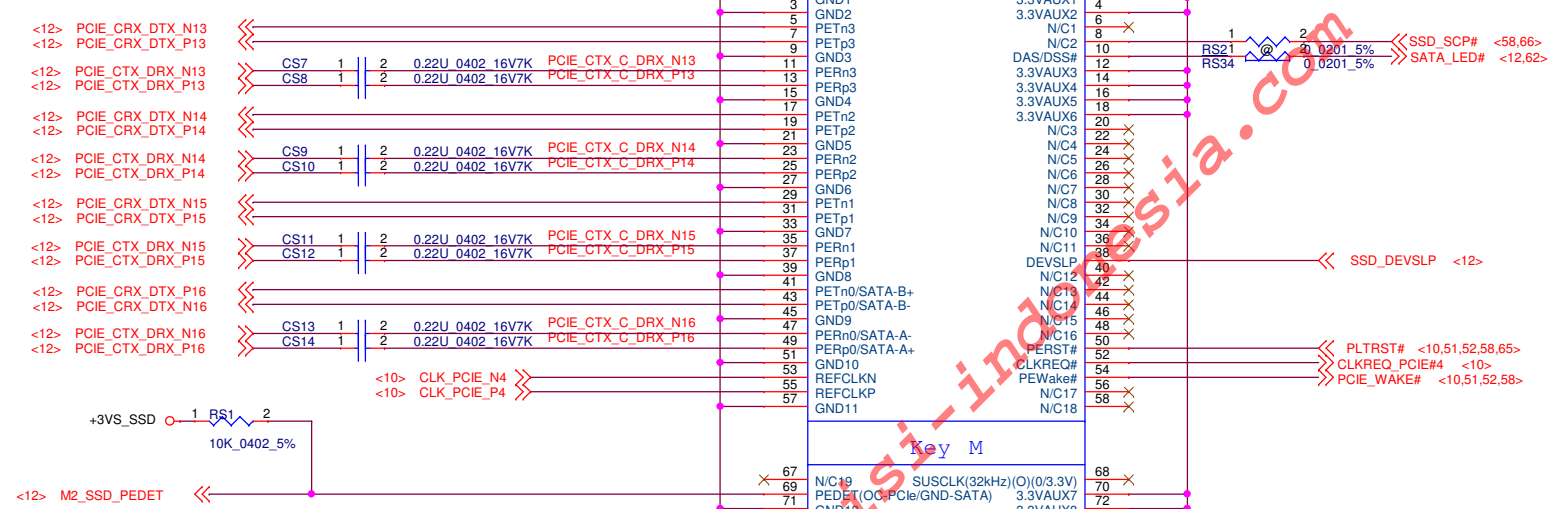 3 GND1 3.3VAUX1 4
GND2 3.3VAUX2
<12> PCIE_CRX_DTX_N13 5 PETn3 N/C1 6
<12> PCIE_CRX_DTX_P13 7 PETp3 N/C2 8 1 2 SSD_SCP# <58,66>
9 GND3 DAS/DSS# 10 RS21 @ 2 0_0201_5% SATA_LED# <12,62>
RS34 0_0201_5%
<12> PCIE_CTX_DRX_N13 CS7 1 2 0.22U_0402_16V7K PCIE_CTX_C_DRX_N13 11 PERn3 3.3VAUX3 12
<12> PCIE_CTX_DRX_P13 CS8 0.22U_0402_16V7K PCIE_CTX_C_DRX_P13 13 PERp3 3.3VAUX4 14
15 GND4 3.3VAUX5 16
<12> PCIE_CRX_DTX_N14 17 PETn2 3.3VAUX6 18
<12> PCIE_CRX_DTX_P14 19 PETp2 N/C3 20
21 GND5 N/C4 22
<12> PCIE_CTX_DRX_N14 CS9 1 2 0.22U_0402_16V7K PCIE_CTX_C_DRX_N14 23 PERn2 N/C5 24
<12> PCIE_CTX_DRX_P14 CS10 1 2 0.22U_0402_16V7K PCIE_CTX_C_DRX_P14 25 PERp2 N/C6 26
27 GND6 N/C7 28
<12> PCIE_CRX_DTX_N15 29 PETn1 N/C8 30
<12> PCIE_CRX_DTX_P15 31 PETp1 N/C9 32
33 GND7 N/C10 34
<12> PCIE_CTX_DRX_N15 CS11 1 2 0.22U_0402_16V7K PCIE_CTX_C_DRX_N15 35 PERn1 N/C11 36
<12> PCIE_CTX_DRX_P15 CS12 1 2 0.22U_0402_16V7K PCIE_CTX_C_DRX_P15 37 PERp1 DEVSLP 38 SSD_DEVSLP <12>
39 GND8 N/C12 40
<12> PCIE_CRX_DTX_P16 41 PETn0/SATA-B+ N/C13 42
<12> PCIE_CRX_DTX_N16 43 PETp0/SATA-B- N/C14 44
45 GND9 N/C15 46
<12> PCIE_CTX_DRX_N16 CS13 1 2 0.22U_0402_16V7K PCIE_CTX_C_DRX_N16 47 PERn0/SATA-A- N/C16 48
<12> PCIE_CTX_DRX_P16 CS14 1 2 0.22U_0402_16V7K PCIE_CTX_C_DRX_P16 49 PERp0/SATA-A+ PERST# 50 PLTRST# <10,51,52,58,65>
51 GND10 CLKREQ# 52 CLKREQ_PCIE#4 <10>
<10> CLK_PCIE_N4 53 REFCLKN PEWake# 54 PCIE_WAKE# <10,51,52,58>
<10> CLK_PCIE_P4 55 REFCLKP N/C17 56
57 GND11 N/C18 58
+3VS_SSD 1 RS1 2
10K_0402_5%
Key M
67 N/C19 SUSCLK(32kHz)(O)(0/3.3V) 68
<12> M2_SSD_PEDET 69 PEDET(OC-PCIe/GND-SATA) 3.3VAUX7 70
71 72
isi-indonesia.com